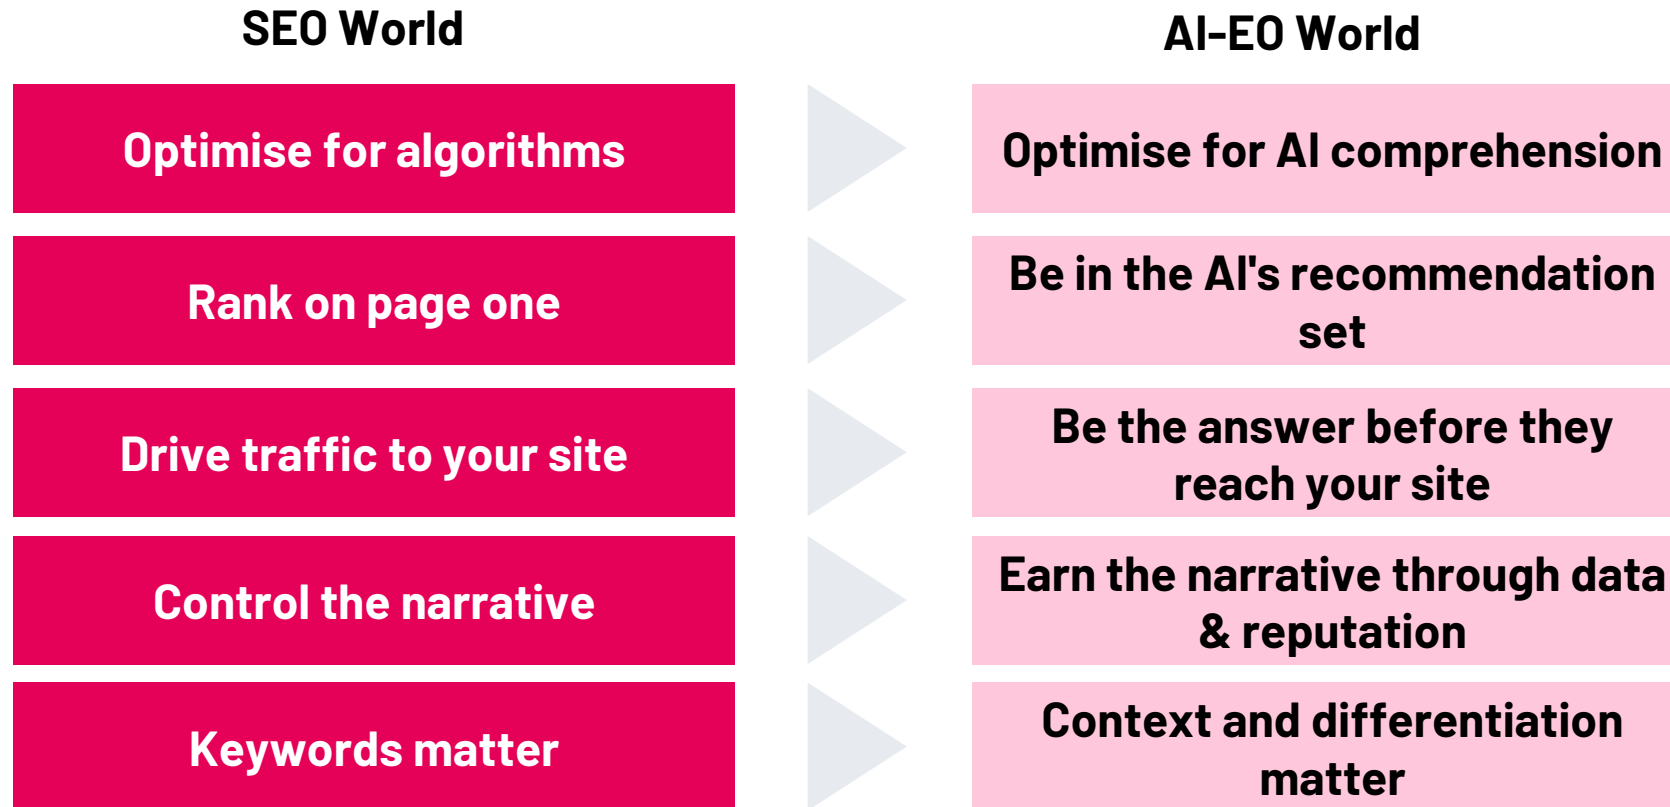 SEO World
AI-EO World
Optimise for algorithms
Optimise for AI comprehension
Rank on page one
Be in the AI's recommendation
set
Drive traffic to your site
Be the answer before they
reach your site
Control the narrative
Earn the narrative through data
& reputation
Keywords matter
Context and differentiation
matter